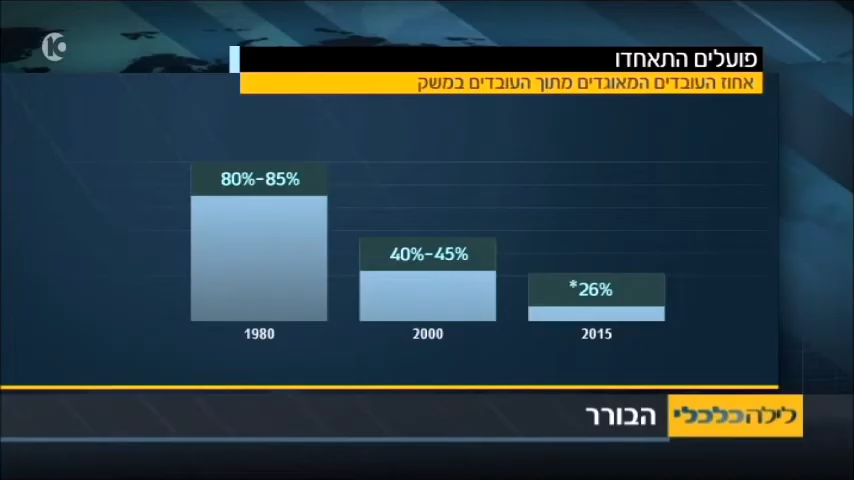 10
פועלים התאחדו
אחוז העובדים המאוגדים מתוך העובדים במשק
80%-85%
40%-45%
*26%
1980
2000
2015
הבורר
לילה כלכלי